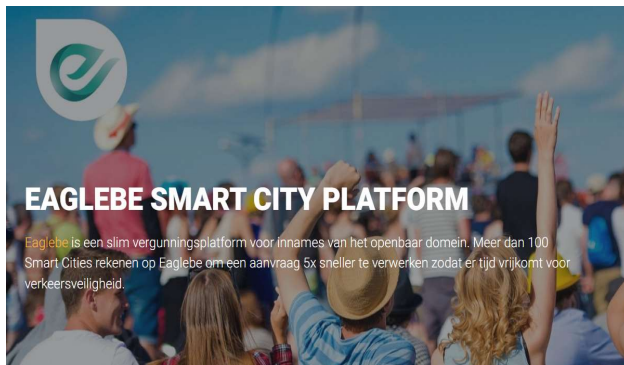 EAGLEBE SMART CITY PLATFORM
Eaglebe is een slim vergunningsplatform voor innames van het openbaar domein. Meer dan 100
Smart Cities rekenen op Eaglebe om een aanvraag 5x sneller te verwerken zodat er tijd vrijkomt voor
verkeersveiligheid.